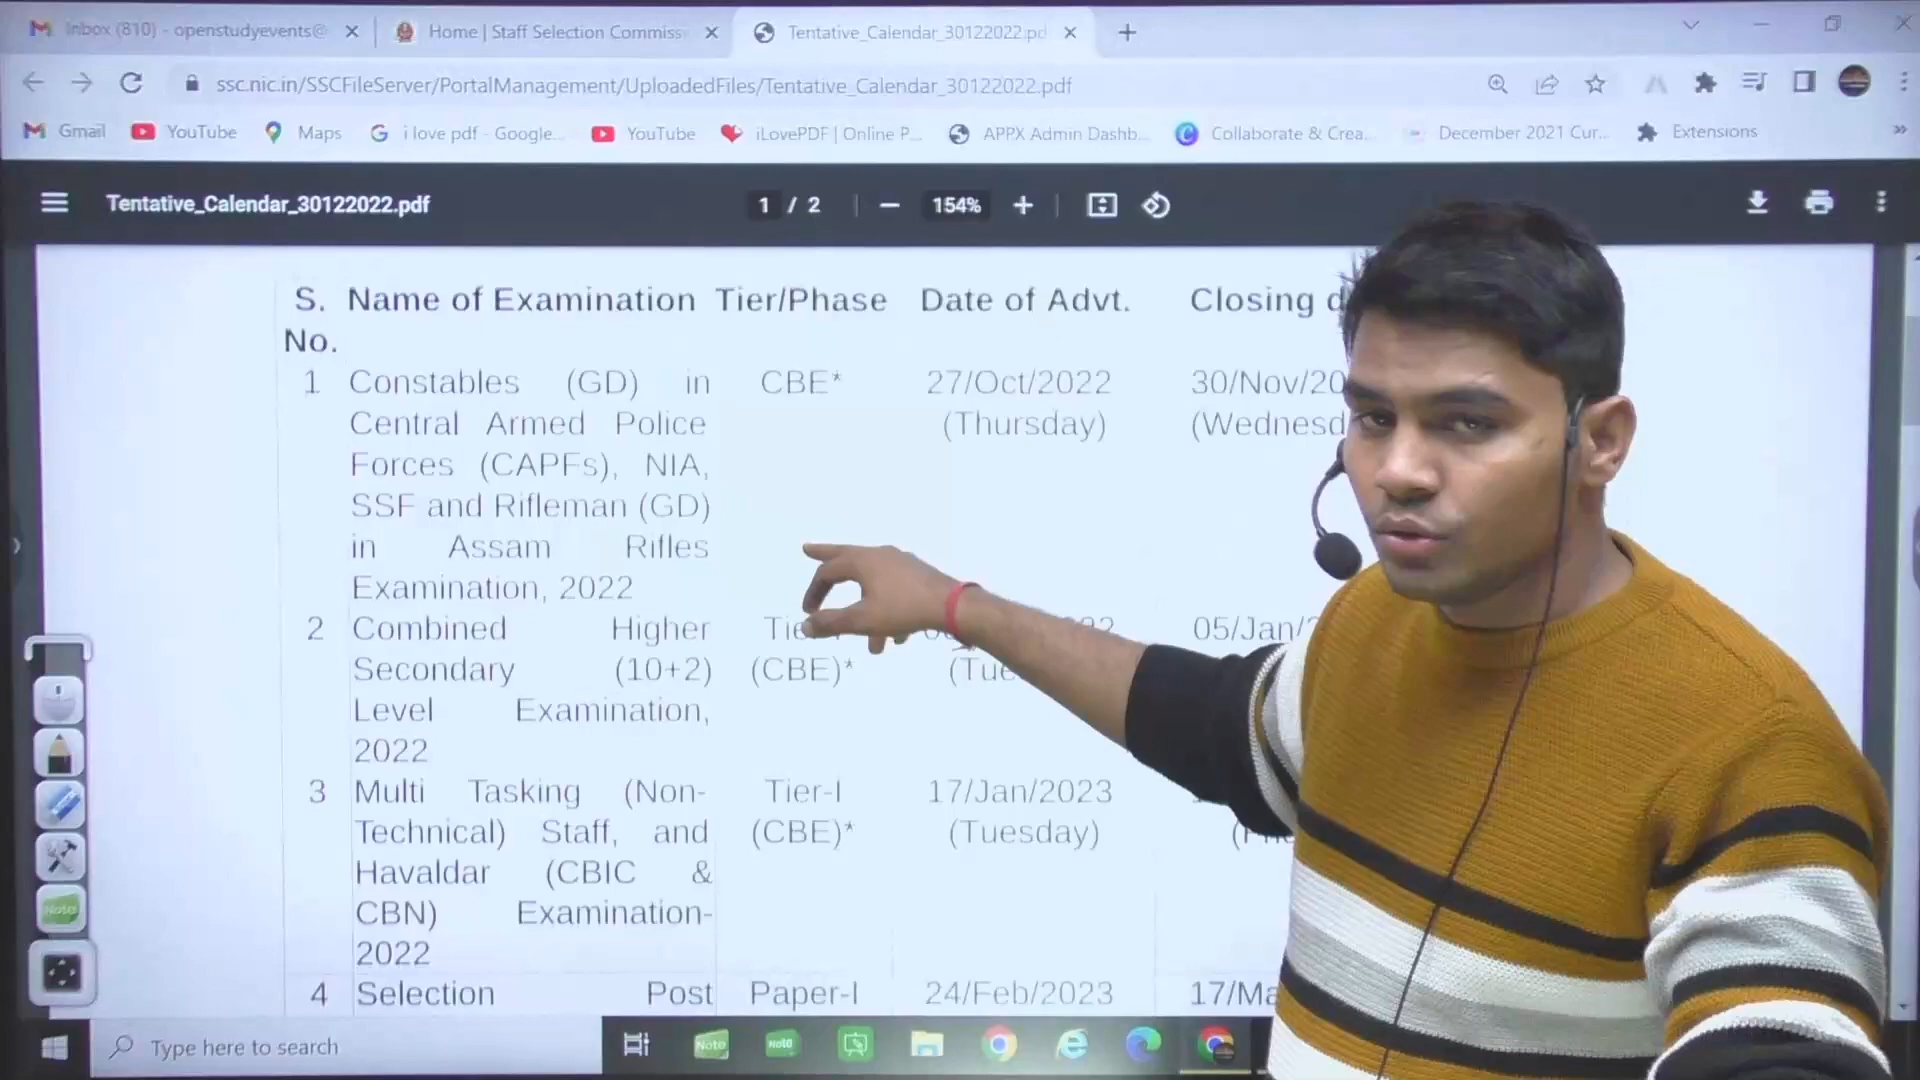 Inbox (810) - openstudyevents@
Home | Staff Selection Commiss
Tentative_Calendar_30122022.pd
ssc.nic.in/SSCFileServer/PortalManagement/UploadedFiles/Tentative_Calendar_30122022.pdf
Gmail YouTube Maps i love pdf - Google... YouTube iLovePDF | Online P... APPX Admin Dashb... Collaborate & Crea... December 2021 Cur... Extensions
Tentative_Calendar_30122022.pdf 1 / 2 154%
S. Name of Examination Tier/Phase Date of Advt. Closing d
No.
1 Constables (GD) in CBE* 27/Oct/2022 30/Nov/20
Central Armed Police (Thursday) (Wednesd
Forces (CAPFs), NIA,
SSF and Rifleman (GD)
in Assam Rifles
Examination, 2022
2 Combined Higher 05/Jan/
Secondary (10+2) (CBE)* (Tue
Level Examination,
2022
3 Multi Tasking (Non- Tier-I 17/Jan/2023
Technical) Staff, and (CBE)* (Tuesday)
Havaldar (CBIC &
CBN) Examination-
2022
4 Selection Post Paper-I 24/Feb/2023 17/Ma
Notes
Type here to search
Note
Note